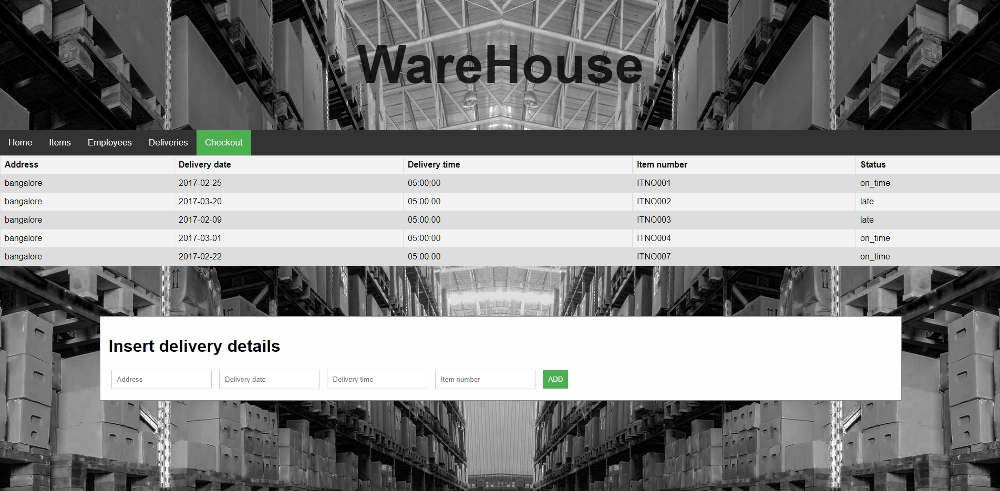 WareHouse
Home Items Employees Deliveries Checkout
Address Delivery date Delivery time Item number Status
bangalore 2017-02-25 05:00:00 ITNO001 on_time
bangalore 2017-03-20 05:00:00 ITNO002 late
bangalore 2017-02-09 05:00:00 ITNO003 late
bangalore 2017-03-01 05:00:00 ITNO004 on_time
bangalore 2017-02-22 05:00:00 ITNO007 on_time
Insert delivery details
Address Delivery date Delivery time Item number ADD